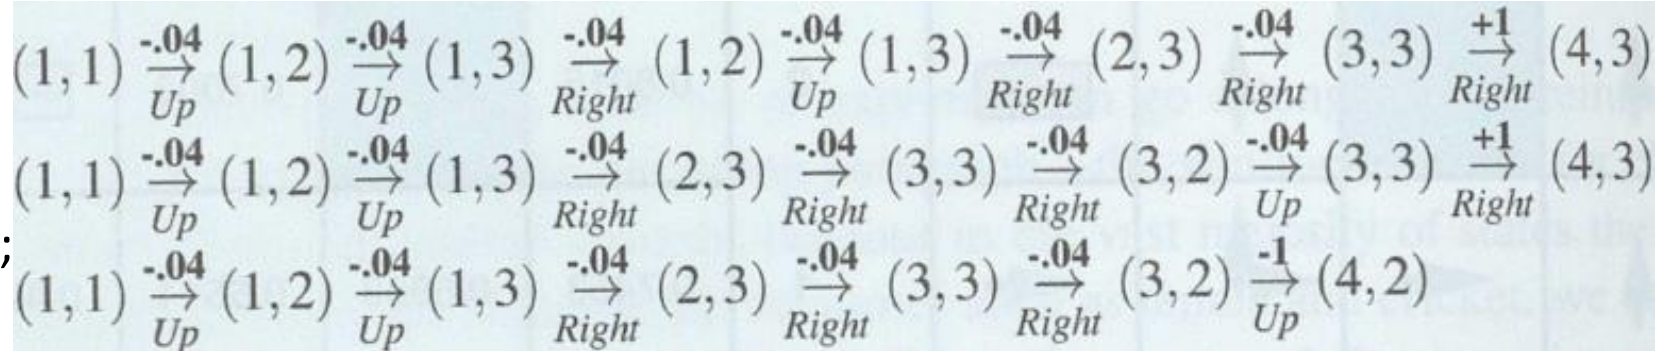 (1,1) -.04 → Up (1,2) -.04 → Up (1,3) -.04 → Right (1,2) -.04 → Up (1,3) -.04 → Right (2,3) -.04 → Right (3,3) +1 → Right (4,3)
(1,1) -.04 → Up (1,2) -.04 → Up (1,3) -.04 → Right (2,3) -.04 → Right (3,3) -.04 → Right (3,2) -.04 → Up (3,3) +1 → Right (4,3)
; (1,1) -.04 → Up (1,2) -.04 → Up (1,3) -.04 → Right (2,3) -.04 → Right (3,3) -.04 → Right (3,2) -1 → Up (4,2)